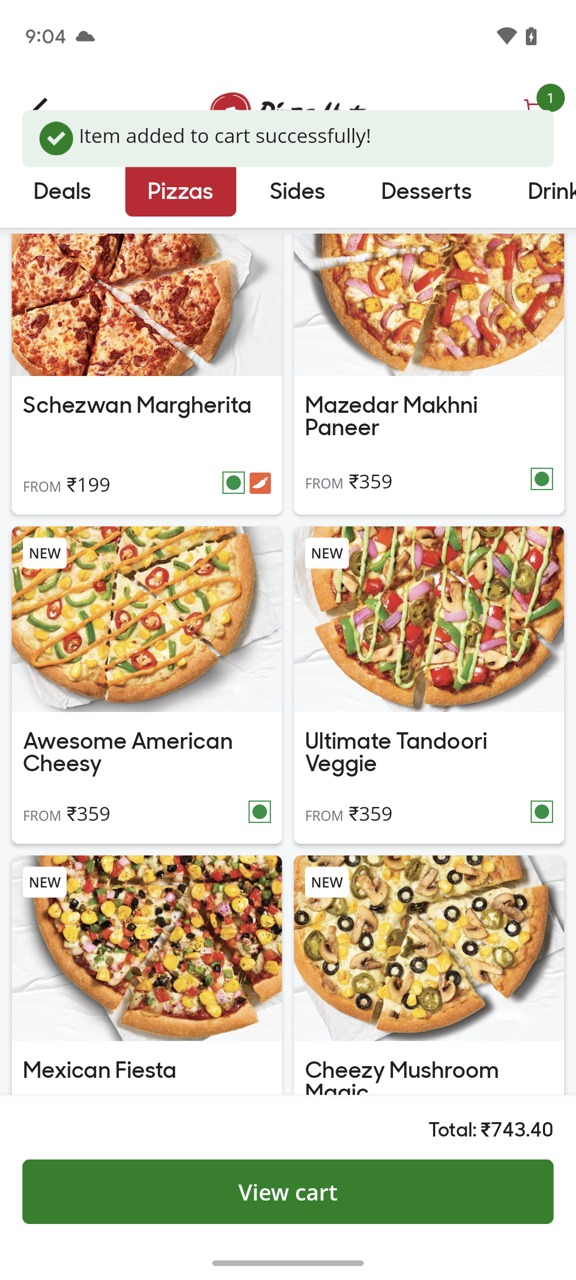 9:04
1
Item added to cart successfully!
Deals Pizzas Sides Desserts Drink
Schezwan Margherita
FROM ₹199
Mazedar Makhni
Paneer
FROM ₹359
NEW
Awesome American
Cheesy
FROM ₹359
NEW
Ultimate Tandoori
Veggie
FROM ₹359
NEW
Mexican Fiesta
NEW
Cheezy Mushroom
Magic
Total: ₹743.40
View cart